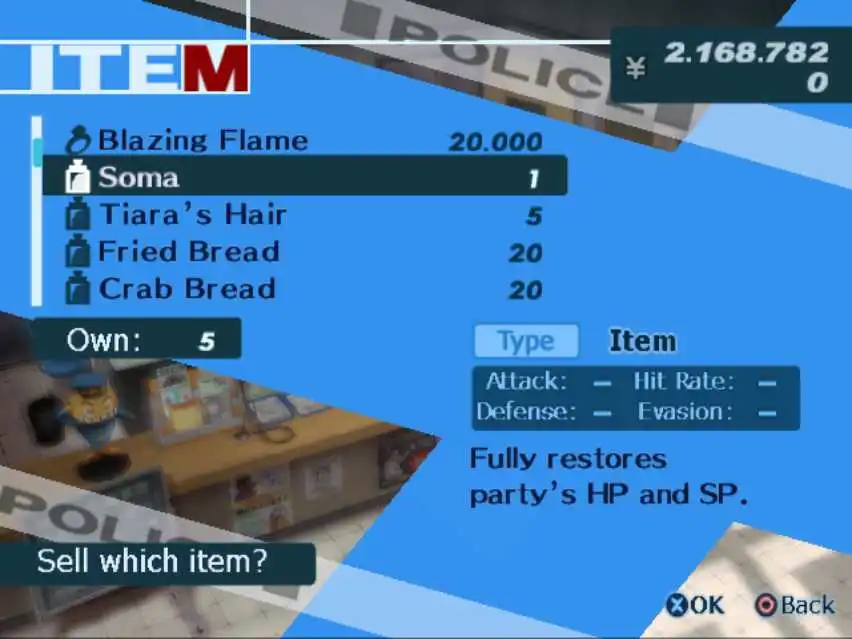 POLICE
ITEM
¥ 2.168.782
0
Blazing Flame 20.000
Soma 1
Tiara's Hair 5
Fried Bread 20
Crab Bread 20
Own: 5
Type Item
Attack: — Hit Rate: —
Defense: — Evasion: —
Fully restores
party's HP and SP.
POLIC
Sell which item?
OK Back